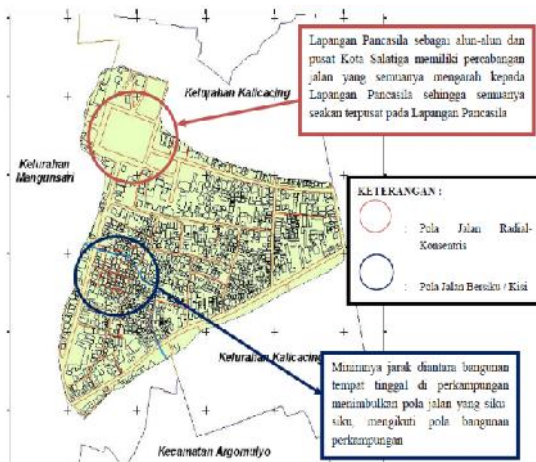 Lapangan Pancasila sebagai alun-alun dan
pusat Kota Salatiga memiliki percabangan
jalan yang semuanya mengarah kepada
Lapangan Pancasila sehingga semuanya
seakan terpusat pada Lapangan Pancasila
Kelurahan Kalicacing
Kelurahan
Mangunsari
KETERANGAN :
: Pola Jalan Radial-
Konsentris
: Pola Jalan Bersiku / Kisi
Kelurahan Kalicacing
Minimnya jarak diantara bangunan
tempat tinggal di perkampungan
menimbulkan pola jalan yang siku-
siku, mengikuti pola bangunan
perkampungan
Kecamatan Argomulyo